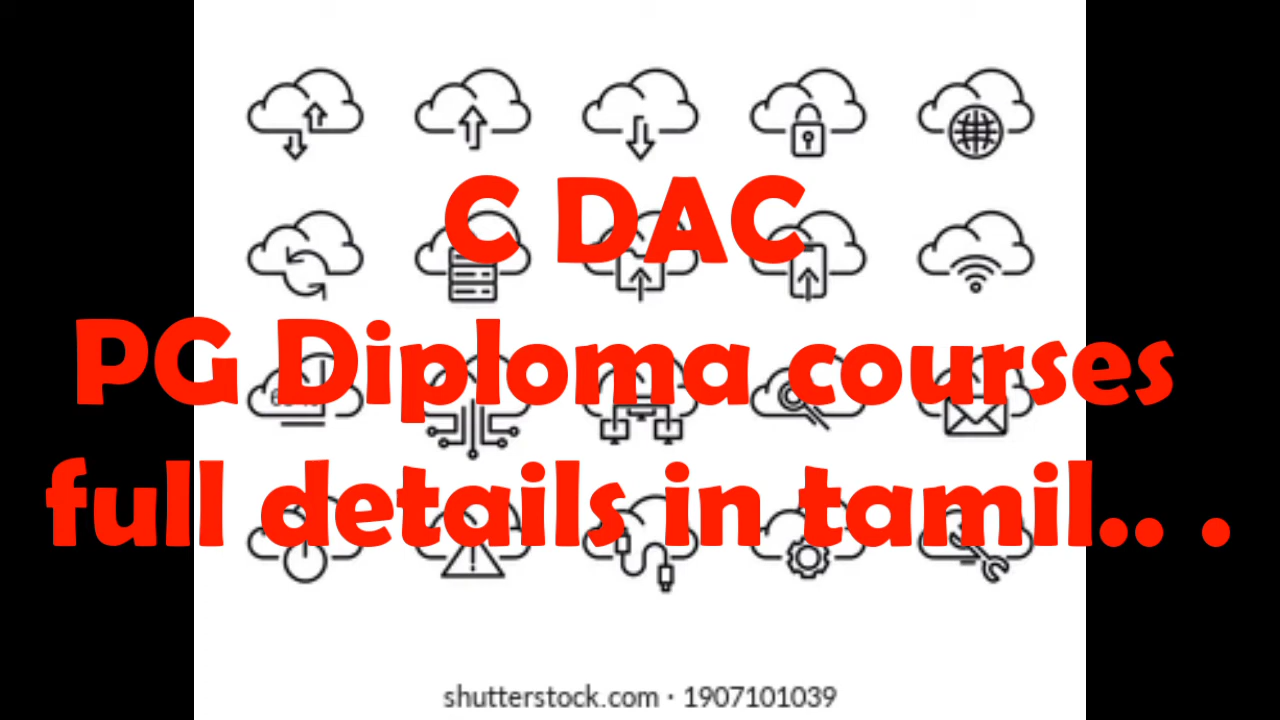 C DAC
PG Diploma courses
full details in tamil.. .
shutterstock.com · 1907101039